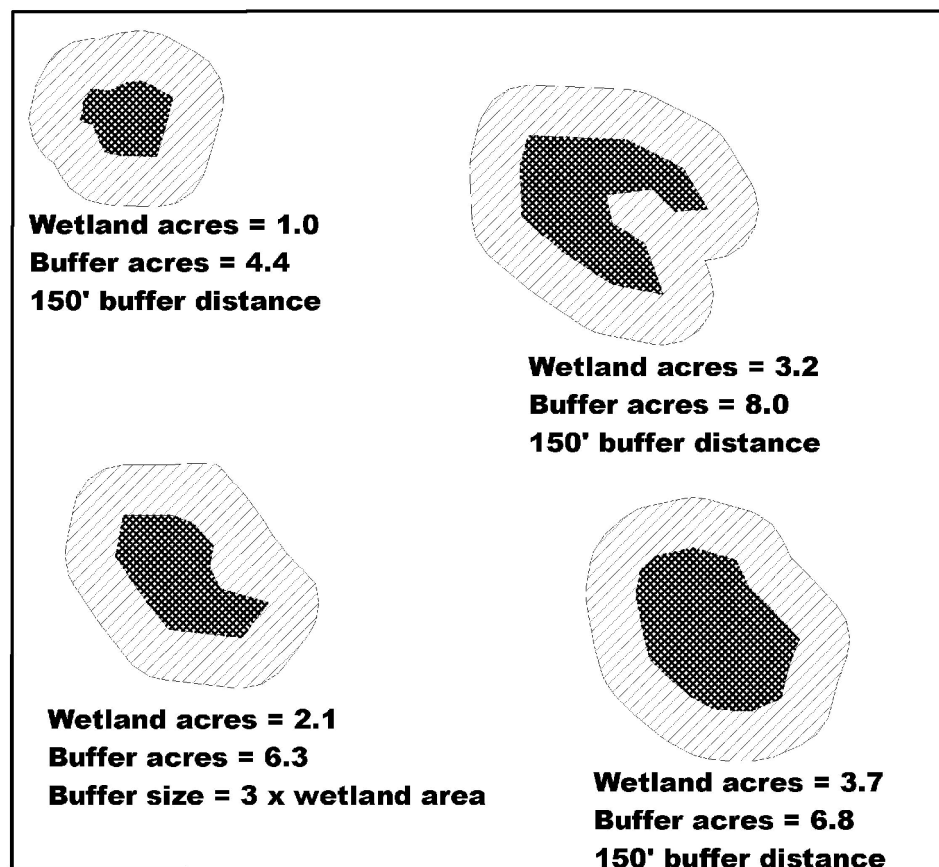 Wetland acres = 1.0
Buffer acres = 4.4
150' buffer distance
Wetland acres = 3.2
Buffer acres = 8.0
150' buffer distance
Wetland acres = 2.1
Buffer acres = 6.3
Buffer size = 3 x wetland area
Wetland acres = 3.7
Buffer acres = 6.8
150' buffer distance